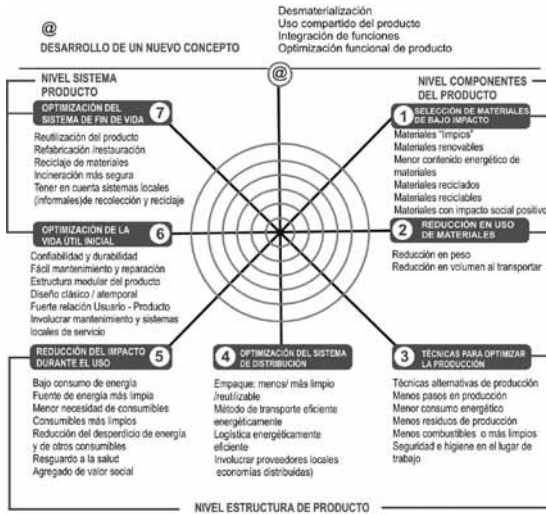 @
DESARROLLO DE UN NUEVO CONCEPTO
Desmaterialización
Uso compartido del producto
Integración de funciones
Optimización funcional de producto
@
NIVEL SISTEMA
PRODUCTO
NIVEL COMPONENTES
DEL PRODUCTO
OPTIMIZACIÓN DEL
SISTEMA DE FIN DE VIDA
7
Reutilización del producto
Refabricación /restauración
Reciclaje de materiales
Incineración más segura
Tener en cuenta sistemas locales
(informales)de recolección y reciclaje
1
SELECCIÓN DE MATERIALES
DE BAJO IMPACTO
Materiales "limpios"
Materiales renovables
Menor contenido energético de
materiales
Materiales reciclados
Materiales reciclables
Materiales con impacto social positivo
OPTIMIZACIÓN DE LA
VIDA ÚTIL INICIAL
6
Confiabilidad y durabilidad
Fácil mantenimiento y reparación
Estructura modular del producto
Diseño clásico / atemporal
Fuerte relación Usuario - Producto
Involucrar mantenimiento y sistemas
locales de servicio
2
REDUCCIÓN EN USO
DE MATERIALES
Reducción en peso
Reducción en volumen al transportar
REDUCCIÓN DEL IMPACTO
DURANTE EL USO
5
Bajo consumo de energía
Fuente de energía más limpia
Menor necesidad de consumibles
Consumibles más limpios
Reducción del desperdicio de energía
y de otros consumibles
Resguardo a la salud
Agregado de valor social
4
OPTIMIZACIÓN DEL SISTEMA
DE DISTRIBUCIÓN
Empaque: menos/ más limpio
/reutilizable
Método de transporte eficiente
energéticamente
Logística energéticamente
eficiente
Involucrar proveedores locales
economías distribuidas)
3
TÉCNICAS PARA OPTIMIZAR
LA PRODUCCIÓN
Técnicas alternativas de producción
Menos pasos en producción
Menor consumo energético
Menos residuos de producción
Menos combustibles o más limpios
Seguridad e higiene en el lugar de
trabajo
NIVEL ESTRUCTURA DE PRODUCTO